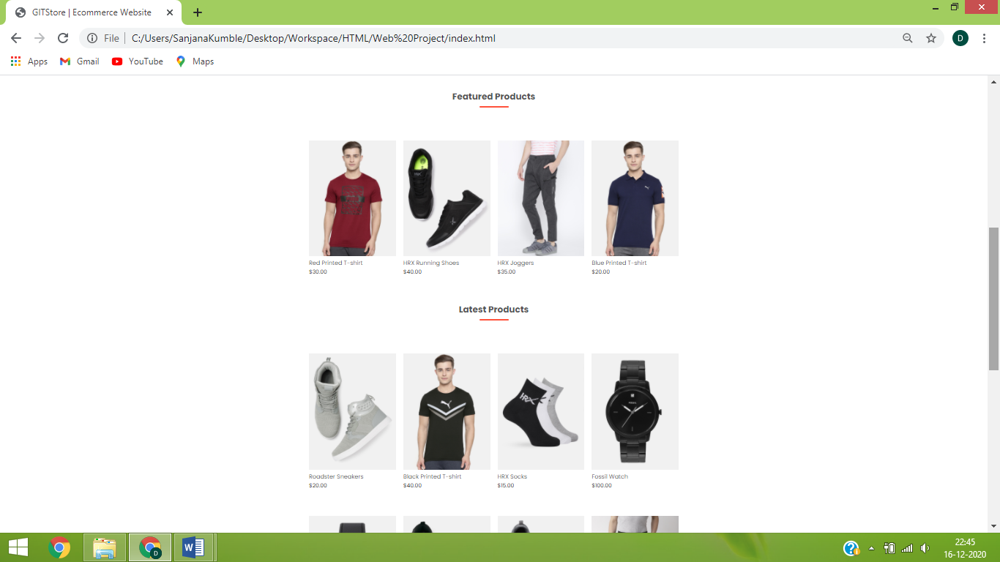 GITStore | Ecommerce Website
File
C:/Users/SanjanaKumble/Desktop/Workspace/HTML/Web%20Project/index.html
D
Apps
Gmail
YouTube
Maps
Featured Products
HRX
Red Printed T-shirt
HRX Running Shoes
HRX Joggers
Blue Printed T-shirt
$30.00
$40.00
$35.00
$20.00
Latest Products
HRX
FOSSIL
Roadster Sneakers
Black Printed T-shirt
HRX Socks
Fossil Watch
$20.00
$40.00
$15.00
$100.00
D
W
?
22:45
16-12-2020